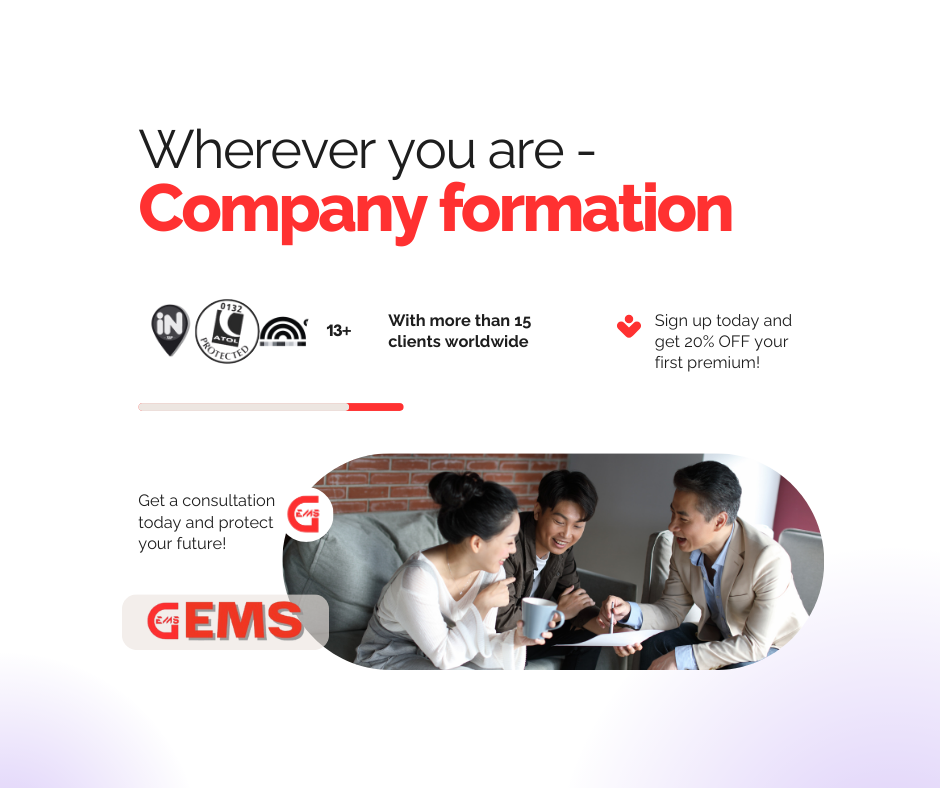 Wherever you are -
Company formation
iN
0132
ATOL
PROTECTED
13+
With more than 15
clients worldwide
Sign up today and
get 20% OFF your
first premium!
Get a consultation
today and protect
your future!
EMS
EMS
GEMS